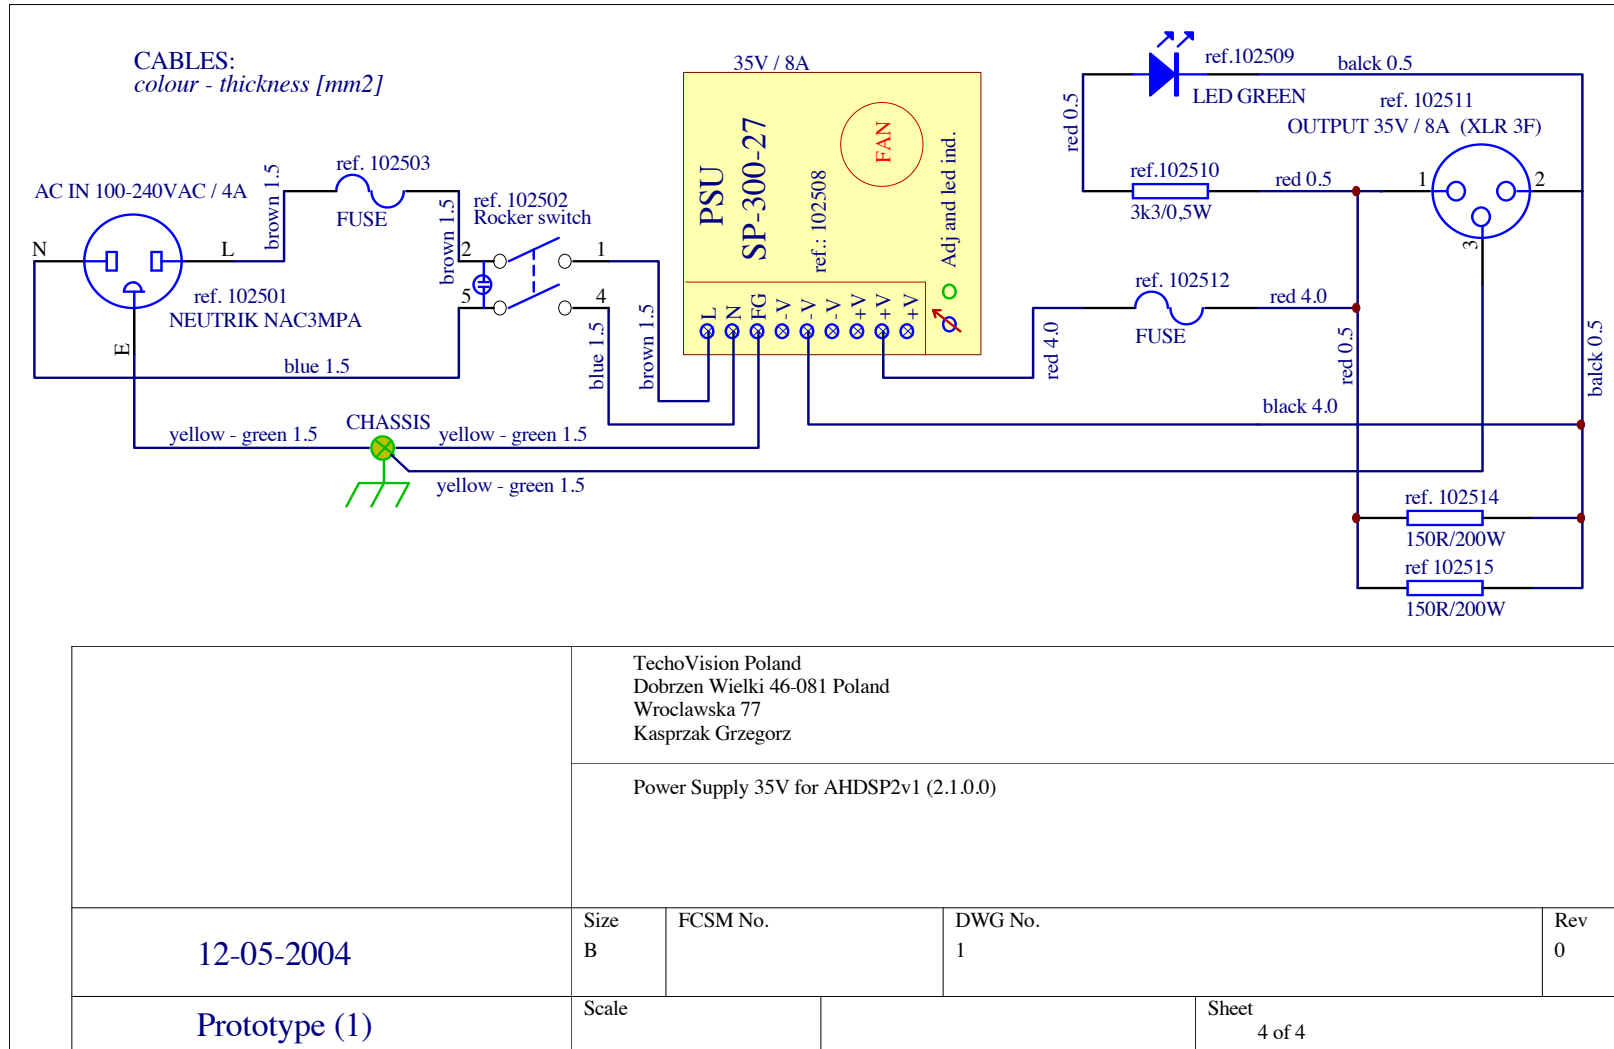 CABLES:
colour - thickness [mm2]
AC IN 100-240VAC / 4A
N
L
E
brown 1.5
ref. 102503
FUSE
ref. 102501
NEUTRIK NAC3MPA
blue 1.5
brown 1.5
ref. 102502
Rocker switch
2
1
5
4
blue 1.5
brown 1.5
yellow - green 1.5
CHASSIS
yellow - green 1.5
yellow - green 1.5
35V / 8A
PSU
SP-300-27
ref.: 102508
FAN
Adj and led ind.
L
N
FG
-V
-V
-V
+V
+V
+V
red 4.0
ref. 102512
FUSE
red 4.0
red 0.5
ref.102509
LED GREEN
balck 0.5
ref. 102511
OUTPUT 35V / 8A (XLR 3F)
ref.102510
3k3/0,5W
red 0.5
1
2
3
red 0.5
balck 0.5
black 4.0
ref. 102514
150R/200W
ref 102515
150R/200W
TechoVision Poland
Dobrzen Wielki 46-081 Poland
Wroclawska 77
Kasprzak Grzegorz
Power Supply 35V for AHDSP2v1 (2.1.0.0)
12-05-2004
Size
B
FCSM No.
DWG No.
1
Rev
0
Prototype (1)
Scale
Sheet
4 of 4